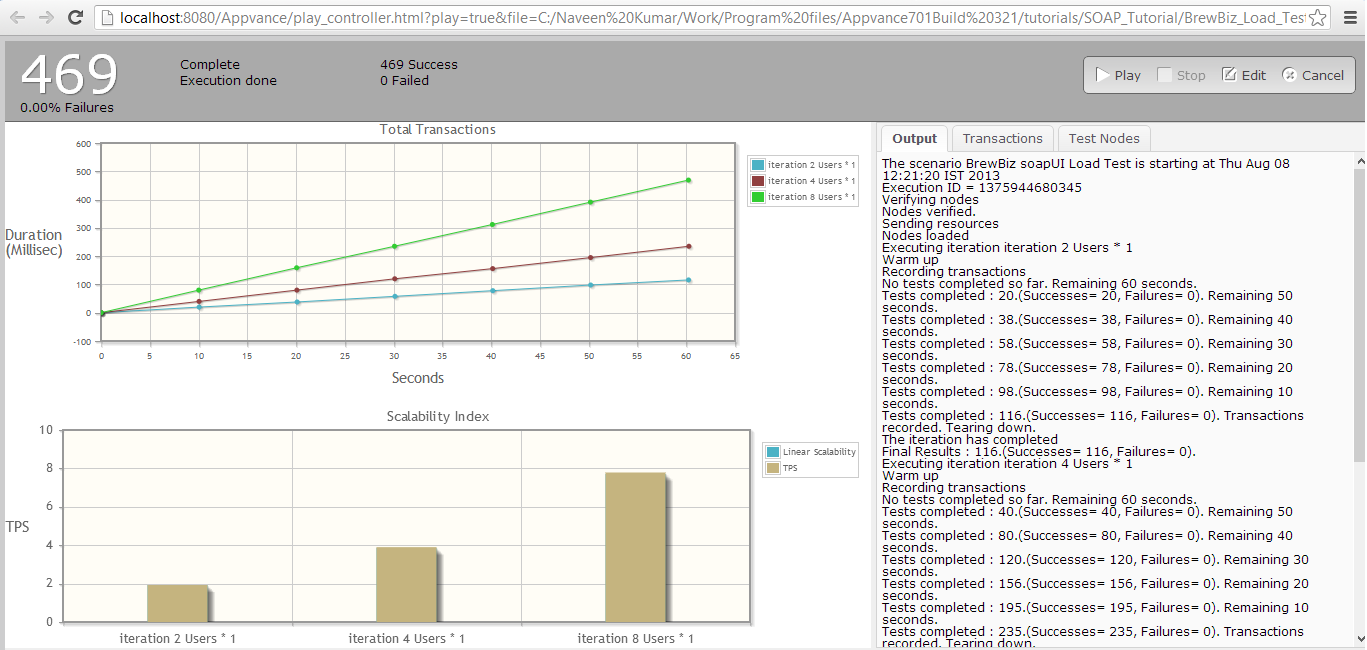 localhost:8080/Appvance/play_controller.html?play=true&file=C:/Naveen%20Kumar/Work/Program%20files/Appvance701Build%20321/tutorials/SOAP_Tutorial/BrewBiz_Load_Tes
469
0.00% Failures
Complete
Execution done
469 Success
0 Failed
Play
Stop
Edit
Cancel
Total Transactions
600
500
400
300
200
100
0
-100
Duration
(Millisec)
0 5 10 15 20 25 30 35 40 45 50 55 60 65
Seconds
iteration 2 Users * 1
iteration 4 Users * 1
iteration 8 Users * 1
Scalability Index
10
8
6
4
2
0
TPS
iteration 2 Users * 1
iteration 4 Users * 1
iteration 8 Users * 1
Linear Scalability
TPS
Output
Transactions
Test Nodes
The scenario BrewBiz soapUI Load Test is starting at Thu Aug 08
12:21:20 IST 2013
Execution ID = 1375944680345
Verifying nodes
Nodes verified.
Sending resources
Nodes loaded
Executing iteration iteration 2 Users * 1
Warm up
Recording transactions
No tests completed so far. Remaining 60 seconds.
Tests completed : 20.(Successes= 20, Failures= 0). Remaining 50
seconds.
Tests completed : 38.(Successes= 38, Failures= 0). Remaining 40
seconds.
Tests completed : 58.(Successes= 58, Failures= 0). Remaining 30
seconds.
Tests completed : 78.(Successes= 78, Failures= 0). Remaining 20
seconds.
Tests completed : 98.(Successes= 98, Failures= 0). Remaining 10
seconds.
Tests completed : 116.(Successes= 116, Failures= 0). Transactions
recorded. Tearing down.
The iteration has completed
Final Results : 116.(Successes= 116, Failures= 0).
Executing iteration iteration 4 Users * 1
Warm up
Recording transactions
No tests completed so far. Remaining 60 seconds.
Tests completed : 40.(Successes= 40, Failures= 0). Remaining 50
seconds.
Tests completed : 80.(Successes= 80, Failures= 0). Remaining 40
seconds.
Tests completed : 120.(Successes= 120, Failures= 0). Remaining 30
seconds.
Tests completed : 156.(Successes= 156, Failures= 0). Remaining 20
seconds.
Tests completed : 195.(Successes= 195, Failures= 0). Remaining 10
seconds.
Tests completed : 235.(Successes= 235, Failures= 0). Transactions
recorded. Tearing down.